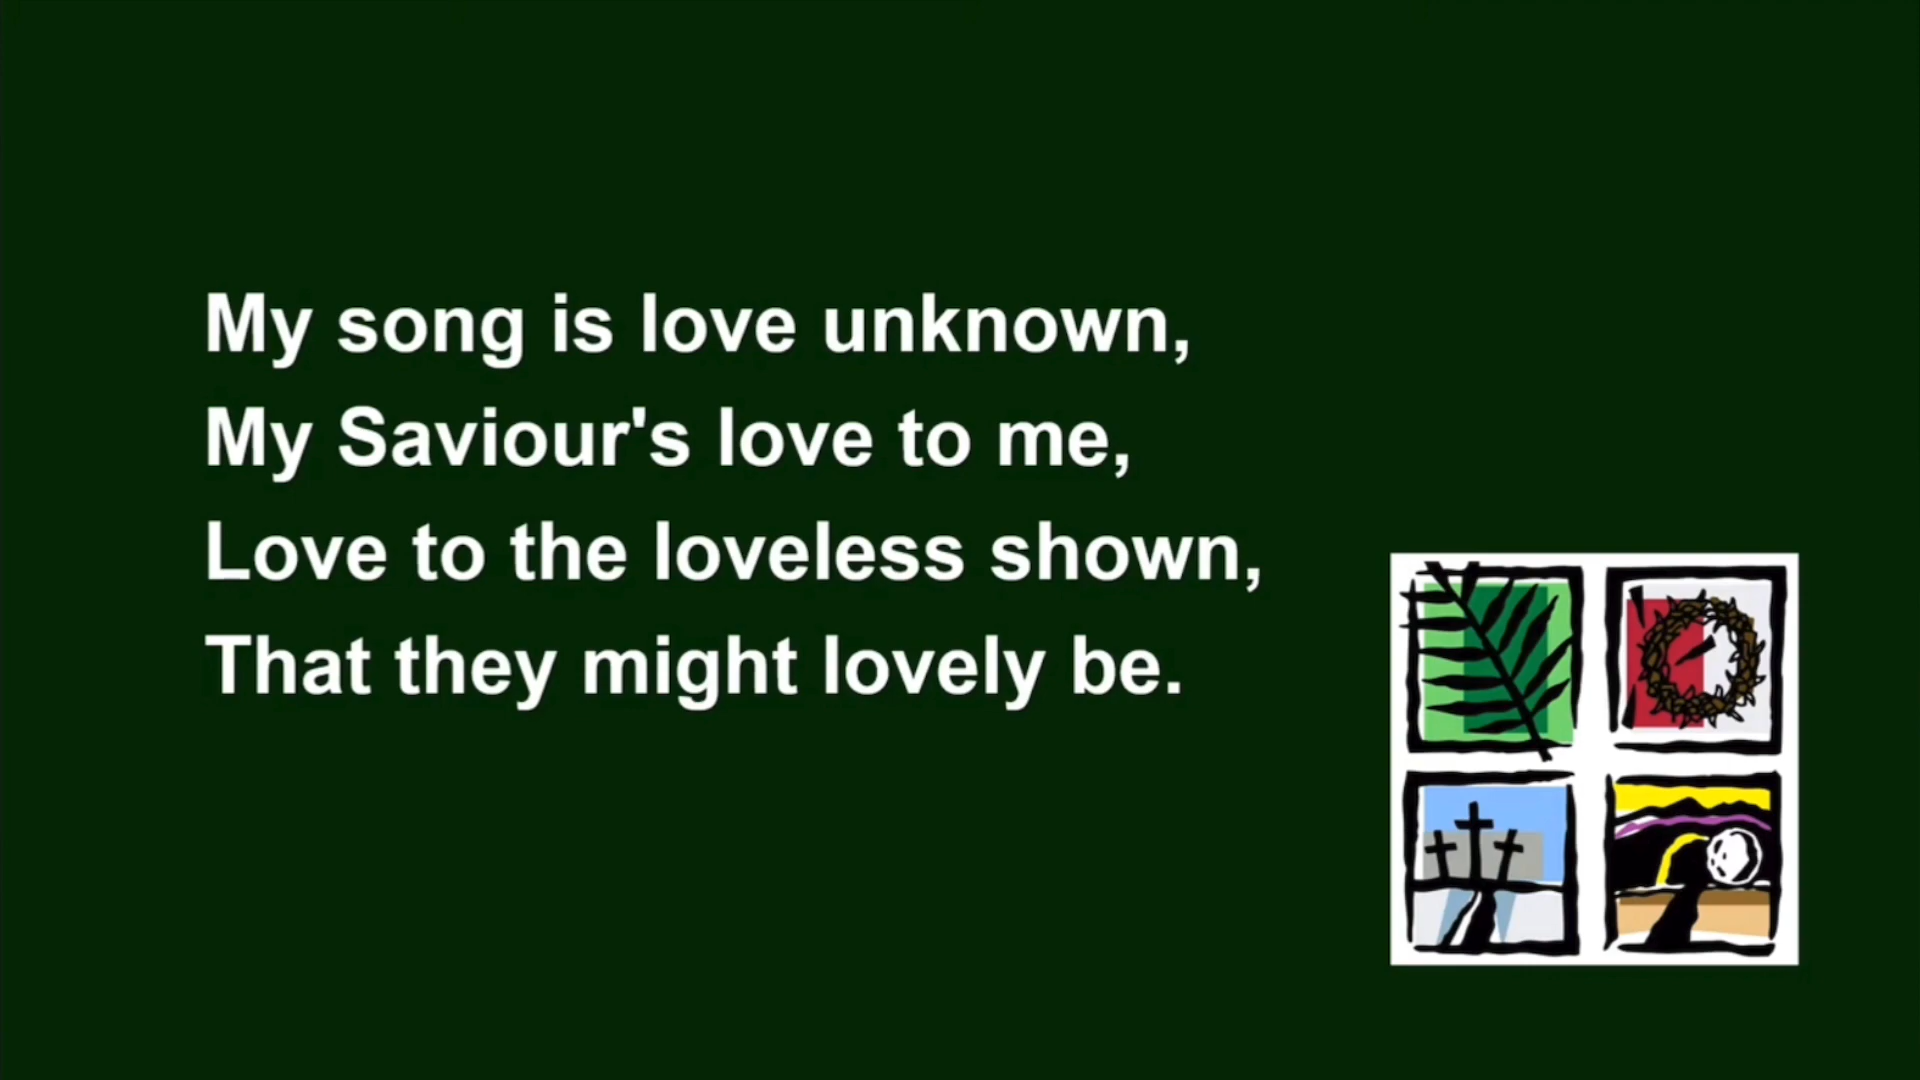 My song is love unknown,
My Saviour's love to me,
Love to the loveless shown,
That they might lovely be.